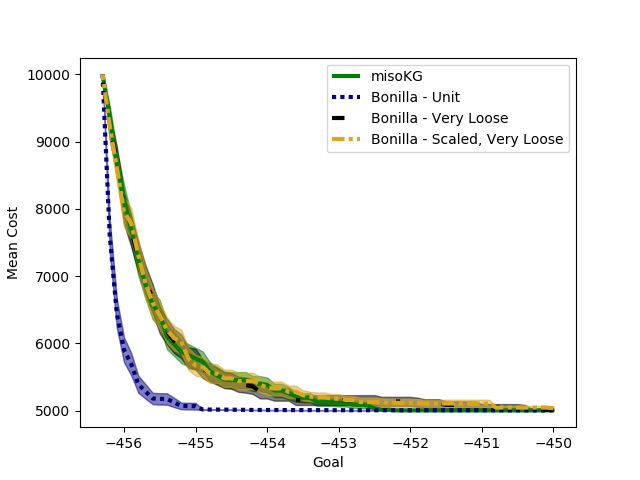 10000
9000
8000
7000
6000
5000
Mean Cost
misoKG
Bonilla - Unit
Bonilla - Very Loose
Bonilla - Scaled, Very Loose
−456 −455 −454 −453 −452 −451 −450
Goal